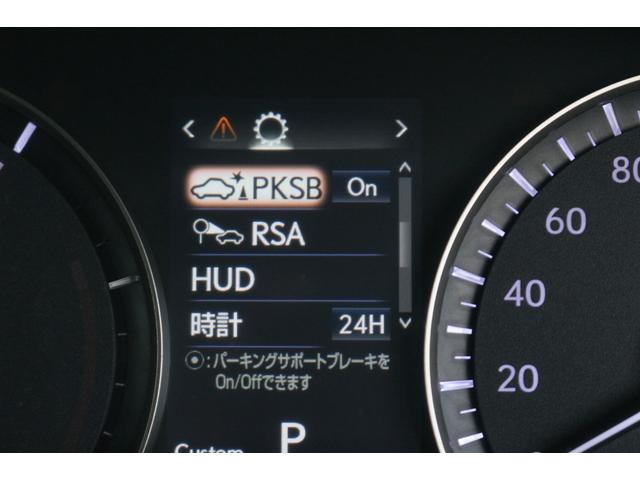 PKSB On
RSA
HUD
時計 24H
⦿:パーキングサポートブレーキを
On/Offできます
Custom
P
80
60
40
20